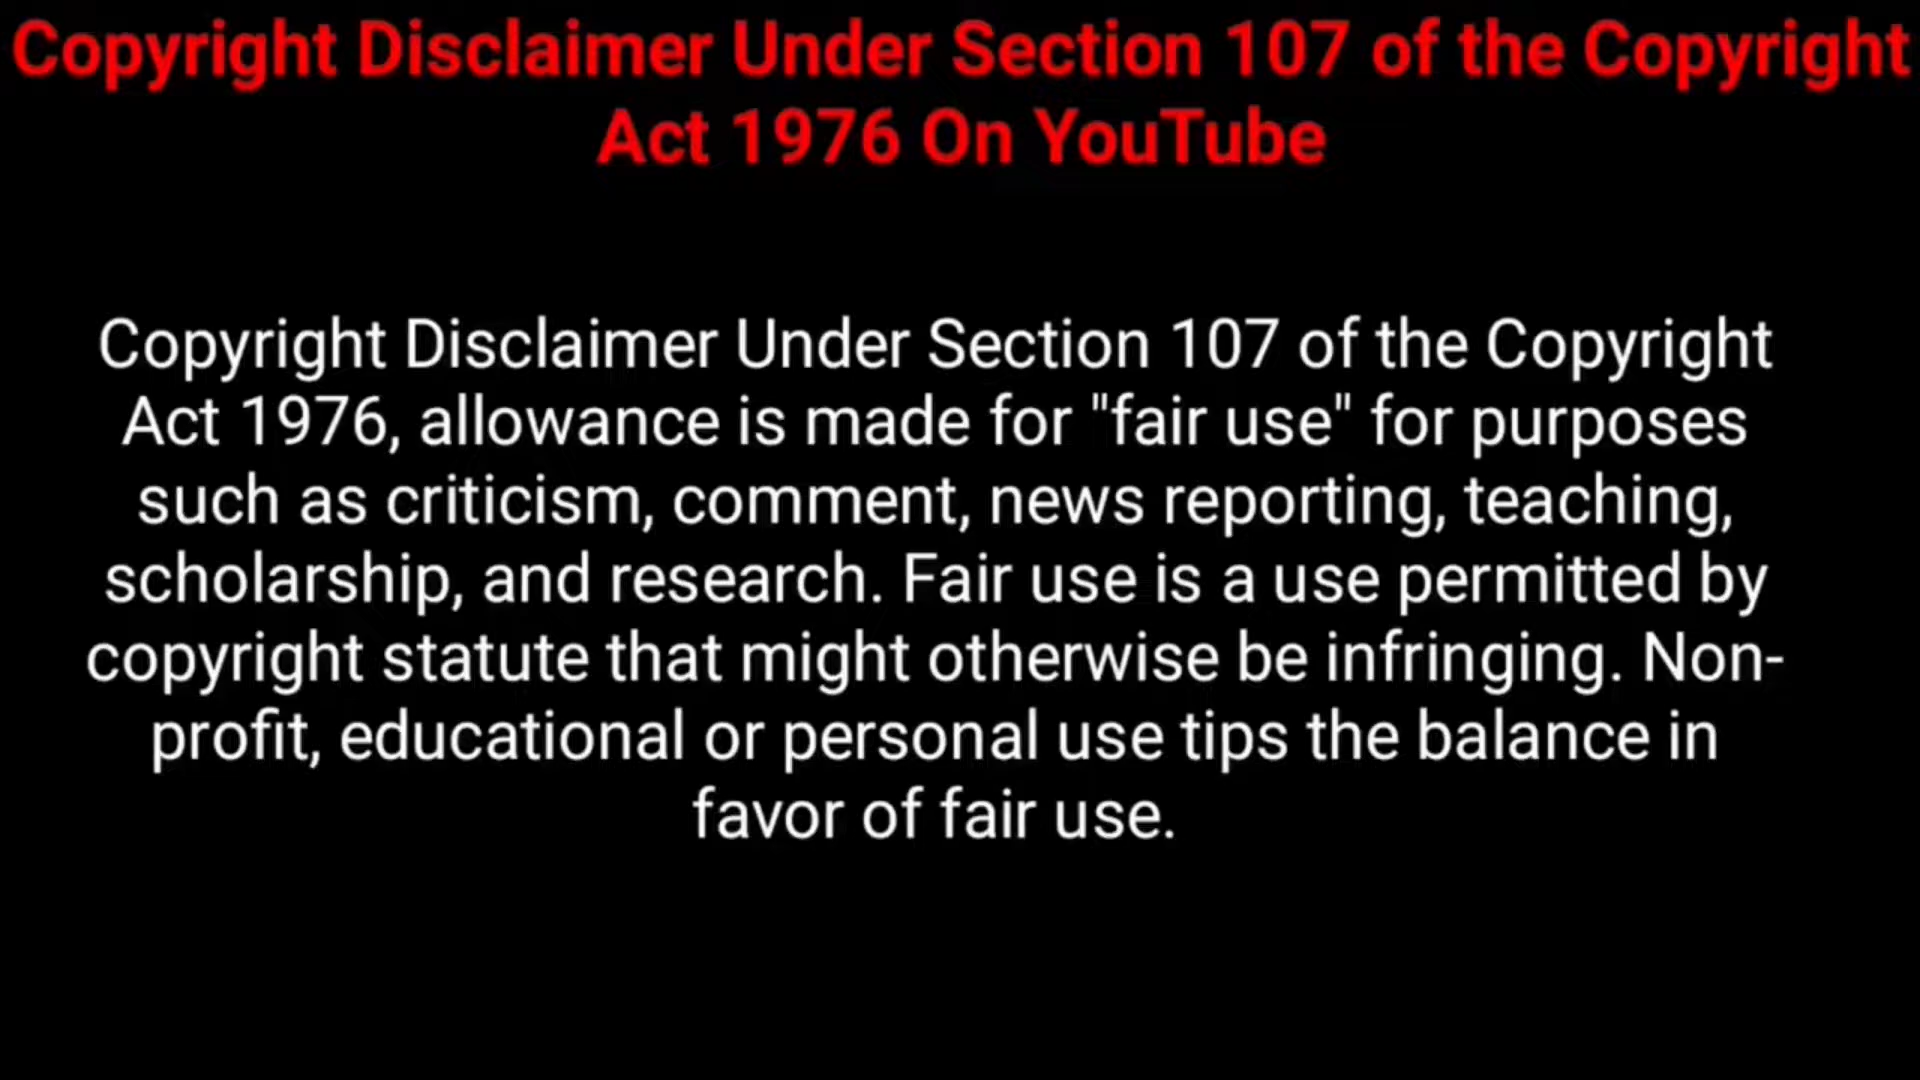 Copyright Disclaimer Under Section 107 of the Copyright
Act 1976 On YouTube
Copyright Disclaimer Under Section 107 of the Copyright
Act 1976, allowance is made for "fair use" for purposes
such as criticism, comment, news reporting, teaching,
scholarship, and research. Fair use is a use permitted by
copyright statute that might otherwise be infringing. Non-
profit, educational or personal use tips the balance in
favor of fair use.